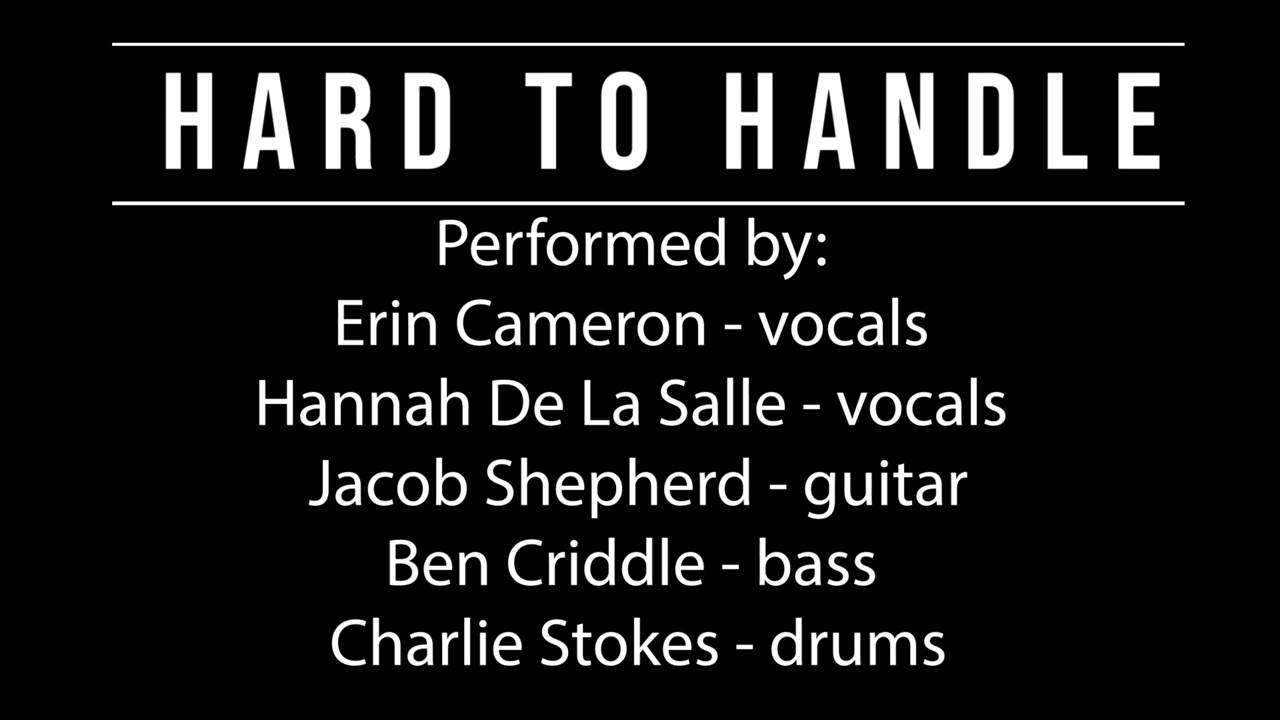 HARD TO HANDLE
Performed by:
Erin Cameron - vocals
Hannah De La Salle - vocals
Jacob Shepherd - guitar
Ben Criddle - bass
Charlie Stokes - drums